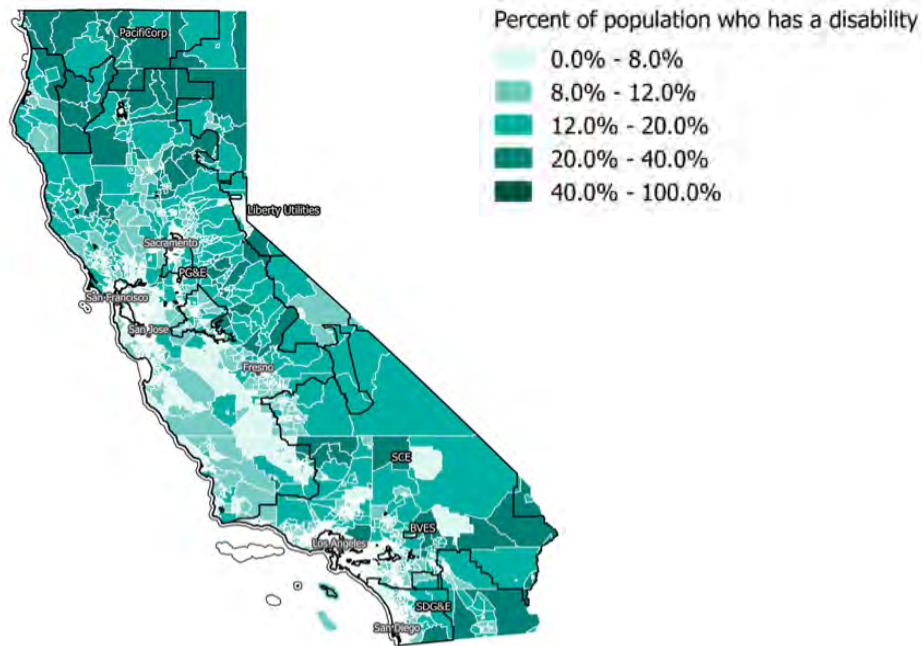 Percent of population who has a disability
0.0% - 8.0%
8.0% - 12.0%
12.0% - 20.0%
20.0% - 40.0%
40.0% - 100.0%
PacifiCorp
Liberty Utilities
Sacramento
PG&E
San Francisco
San Jose
Fresno
SCE
BVES
Los Angeles
SDG&E
San Diego